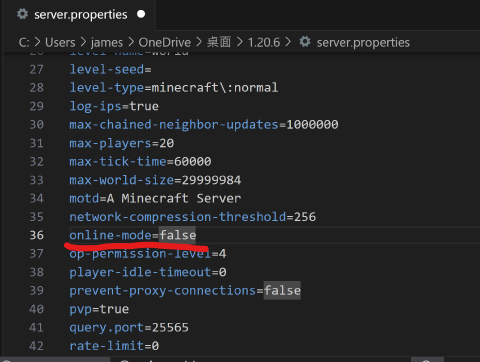 server.properties
C: > Users > james > OneDrive > 桌面 > 1.20.6 > server.properties
26 level-name=world
27 level-seed=
28 level-type=minecraft\:normal
29 log-ips=true
30 max-chained-neighbor-updates=1000000
31 max-players=20
32 max-tick-time=60000
33 max-world-size=29999984
34 motd=A Minecraft Server
35 network-compression-threshold=256
36 online-mode=false
37 op-permission-level=4
38 player-idle-timeout=0
39 prevent-proxy-connections=false
40 pvp=true
41 query.port=25565
42 rate-limit=0